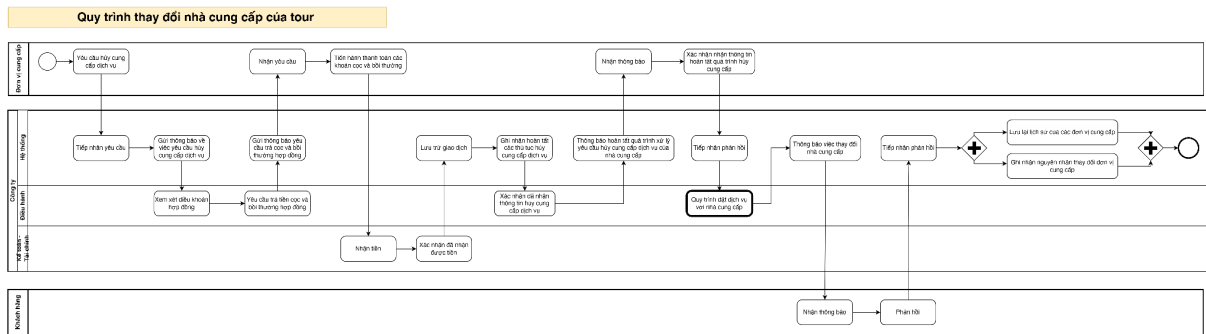 Quy trình thay đổi nhà cung cấp của tour
Đơn vị cung cấp
Yêu cầu hủy cung
cấp dịch vụ
Nhận yêu cầu
Tiến hành thanh toán các
khoản cọc và bồi thường
Nhận thông báo
Xác nhận nhận thông tin
hoàn tất quá trình hủy
cung cấp
Công ty
Hệ thống
Tiếp nhận yêu cầu
Gửi thông báo về
việc yêu cầu hủy
cung cấp dịch vụ
Gửi thông báo yêu
cầu trả cọc và bồi
thường hợp đồng
Lưu trữ giao dịch
Ghi nhận hoàn tất
các thủ tục hủy
cung cấp dịch vụ
Thông báo hoàn tất quá trình xử lý
yêu cầu hủy cung cấp dịch vụ của
nhà cung cấp
Tiếp nhận phản hồi
Thông báo việc thay đổi
nhà cung cấp
Tiếp nhận phản hồi
Lưu lại lịch sử của các đơn vị cung cấp
Ghi nhận nguyên nhân thay đổi đơn vị
cung cấp
Điều hành
Xem xét điều khoản
hợp đồng
Yêu cầu trả tiền cọc và
bồi thường hợp đồng
Xác nhận đã nhận
thông tin hủy cung
cấp dịch vụ
Quy trình đặt dịch vụ
với nhà cung cấp
Kế toán -
Tài chính
Nhận tiền
Xác nhận đã nhận
được tiền
Khách hàng
Nhận thông báo
Phản hồi